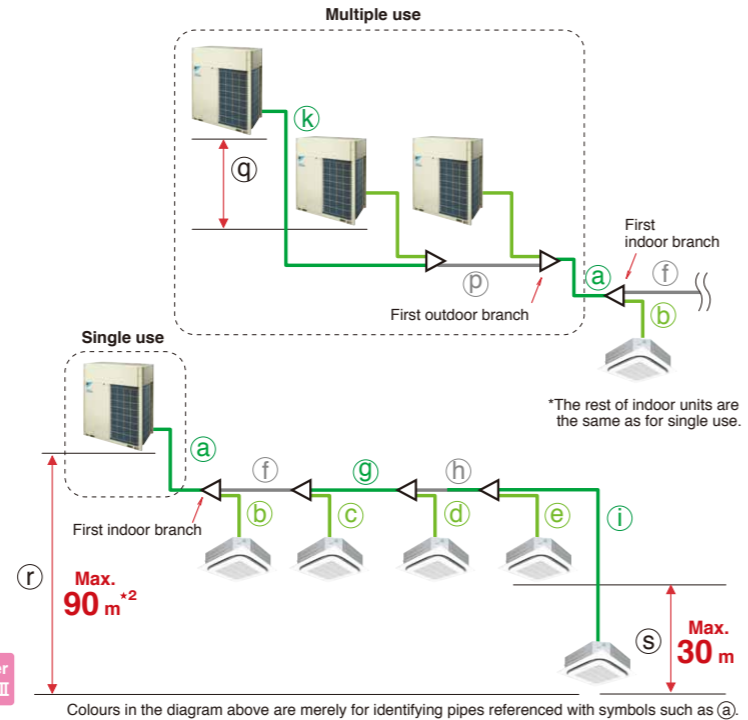 Multiple use
k
q
First
indoor branch
a
f
p
First outdoor branch
b
Single use
*The rest of indoor units are
the same as for single use.
a
f
g
h
First indoor branch
b
c
d
e
i
r
Max.
90 m*2
s
Max.
30 m
Colours in the diagram above are merely for identifying pipes referenced with symbols such as ⓐ.